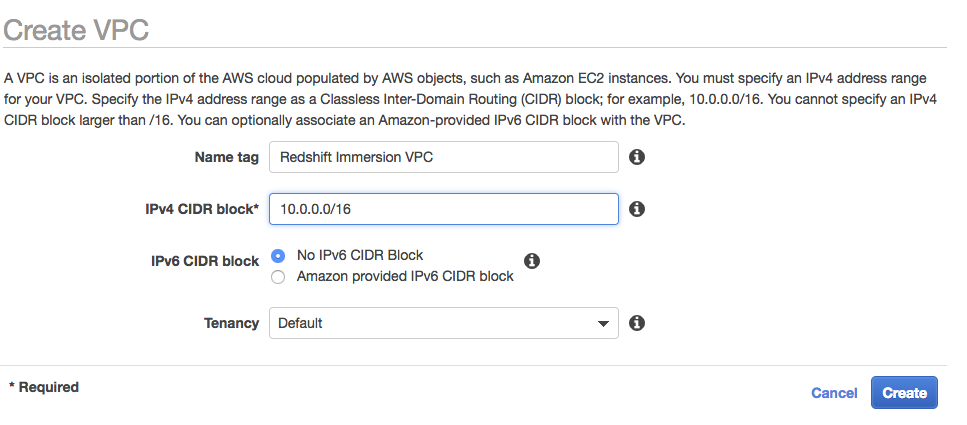 Create VPC
A VPC is an isolated portion of the AWS cloud populated by AWS objects, such as Amazon EC2 instances. You must specify an IPv4 address range
for your VPC. Specify the IPv4 address range as a Classless Inter-Domain Routing (CIDR) block; for example, 10.0.0.0/16. You cannot specify an IPv4
CIDR block larger than /16. You can optionally associate an Amazon-provided IPv6 CIDR block with the VPC.
Name tag Redshift Immersion VPC
IPv4 CIDR block* 10.0.0.0/16
IPv6 CIDR block No IPv6 CIDR Block
Amazon provided IPv6 CIDR block
Tenancy Default
* Required
Cancel Create